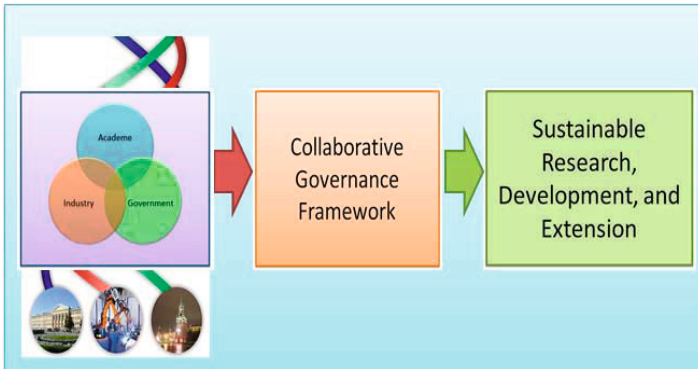 Academe
Industry
Government
Collaborative
Governance
Framework
Sustainable
Research,
Development, and
Extension